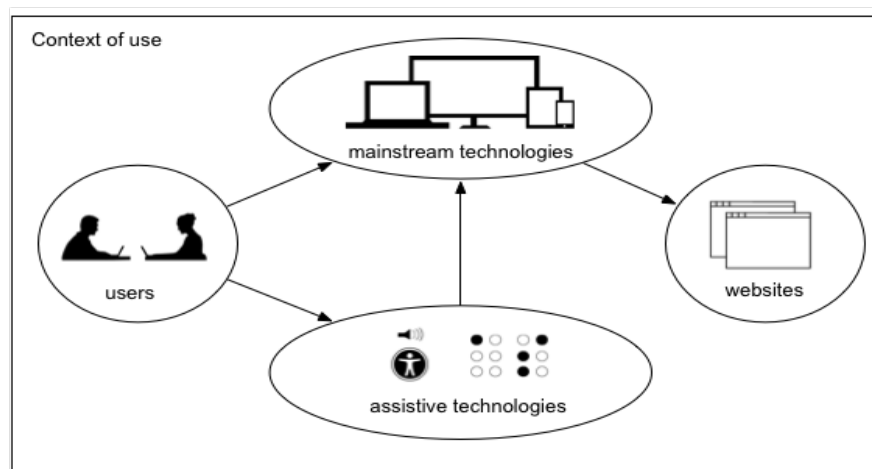 Context of use
mainstream technologies
users
websites
assistive technologies